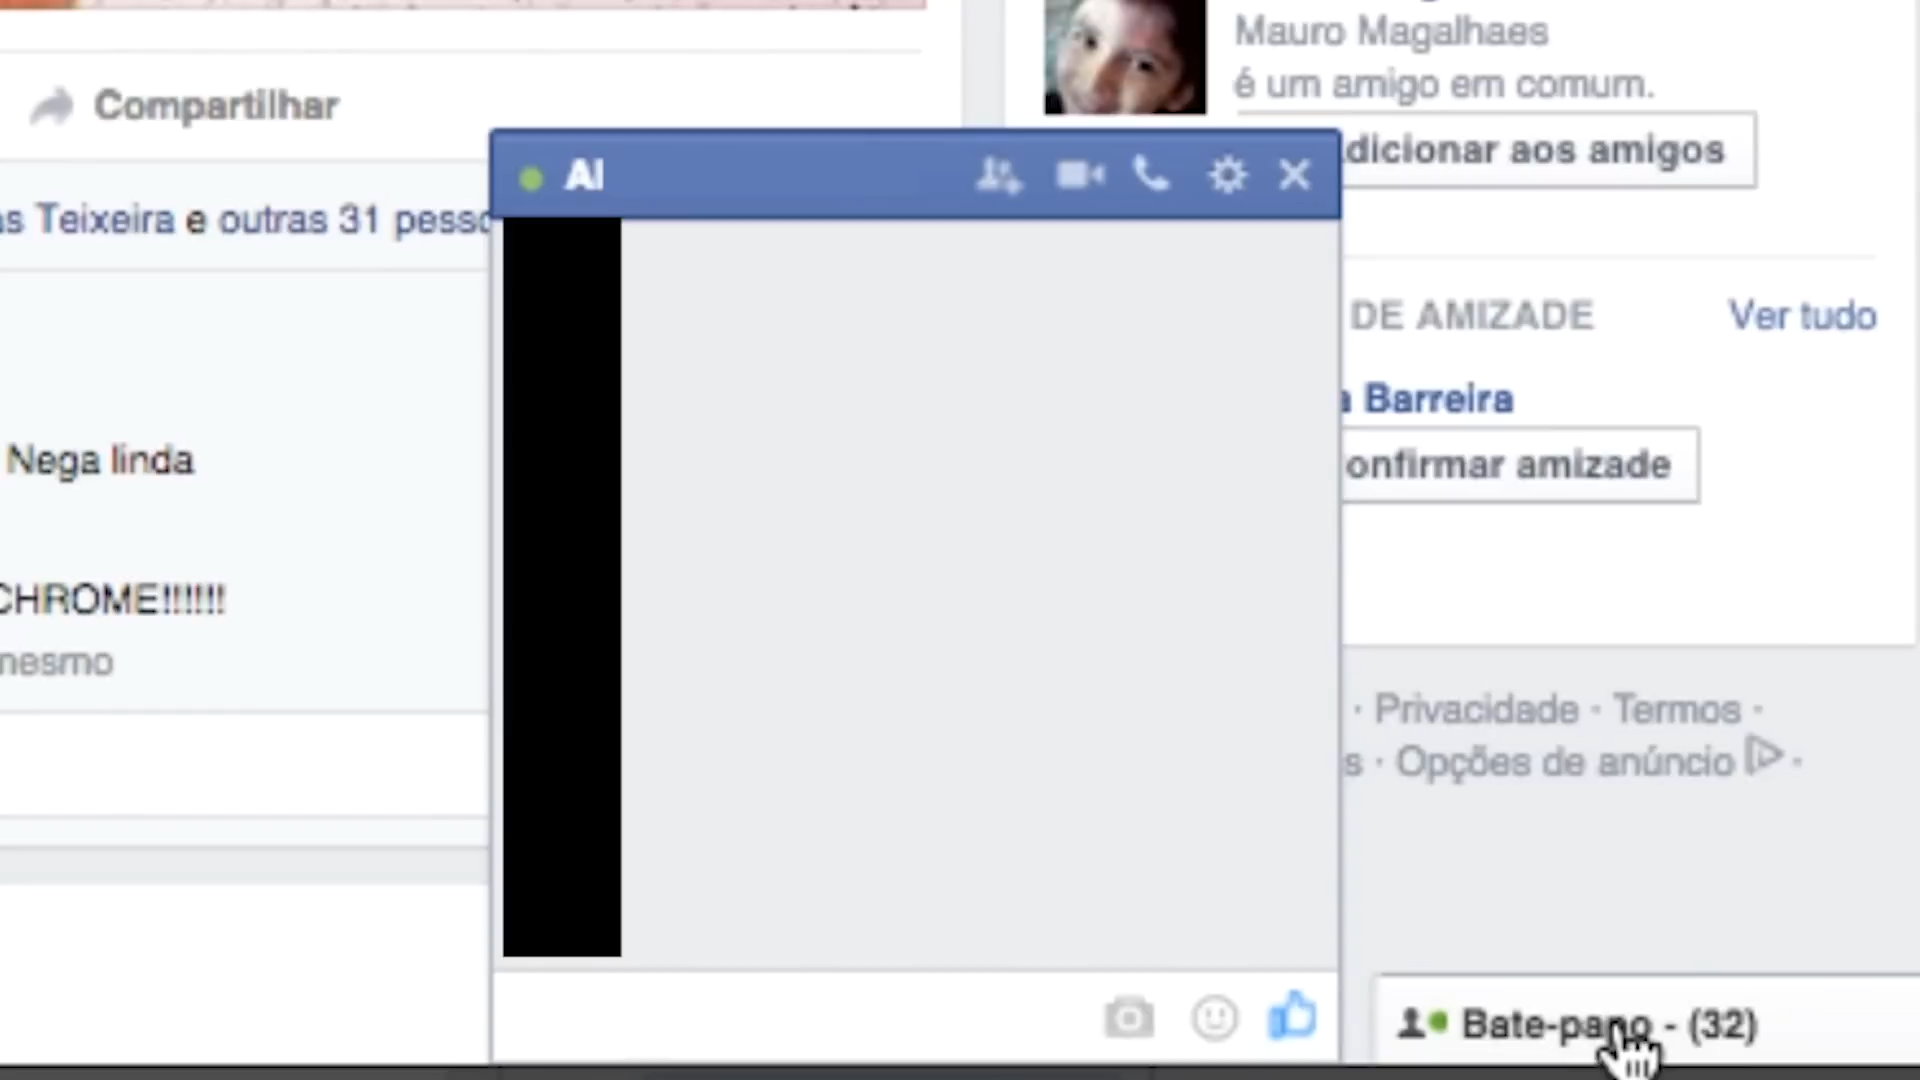 Mauro Magalhaes
é um amigo em comum.
Compartilhar
dicionar aos amigos
AI
as Teixeira e outras 31 pesso
DE AMIZADE
Ver tudo
a Barreira
Nega linda
onfirmar amizade
CHROME!!!!!!
nesmo
· Privacidade · Termos ·
s · Opções de anúncio ·
Bate-papo - (32)